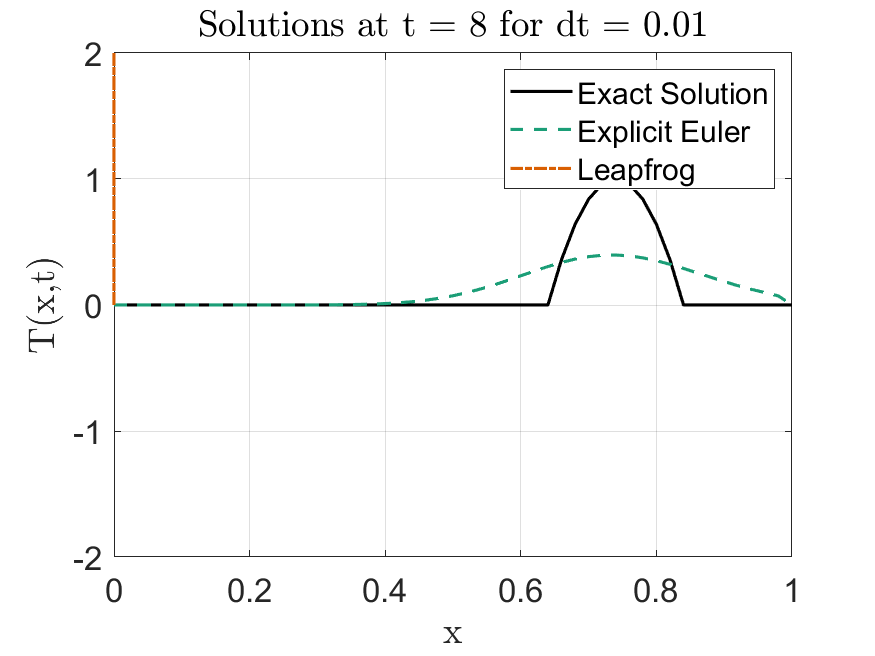 Solutions at t = 8 for dt = 0.01
Exact Solution
Explicit Euler
Leapfrog
T(x,t)
2
1
0
-1
-2
0 0.2 0.4 0.6 0.8 1
x